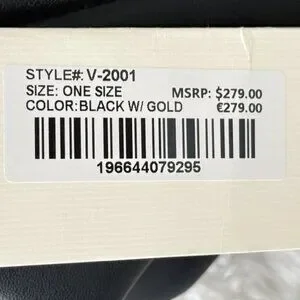 STYLE#: V-2001
SIZE: ONE SIZE MSRP: $279.00
COLOR:BLACK W/ GOLD €279.00
196644079295